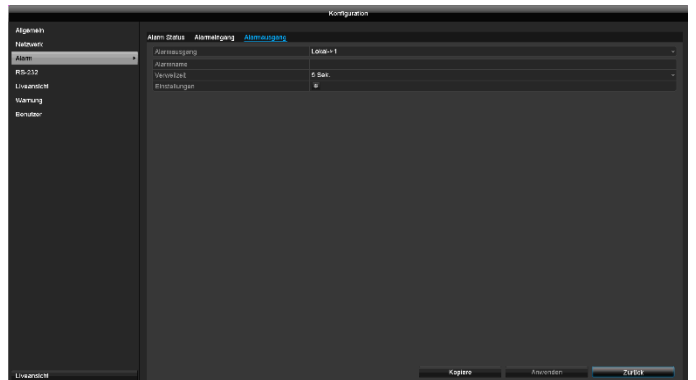 Konfiguration
Allgemein
Netzwerk
Alarm
RS-232
Liveansicht
Warnung
Benutzer
Alarm Status Alarmeingang Alarmausgang
Alarmausgang Lokal->1
Alarmname
Verweilzeit 5 Sek.
Einstellungen
Liveansicht
Kopiere Anwenden Zurück